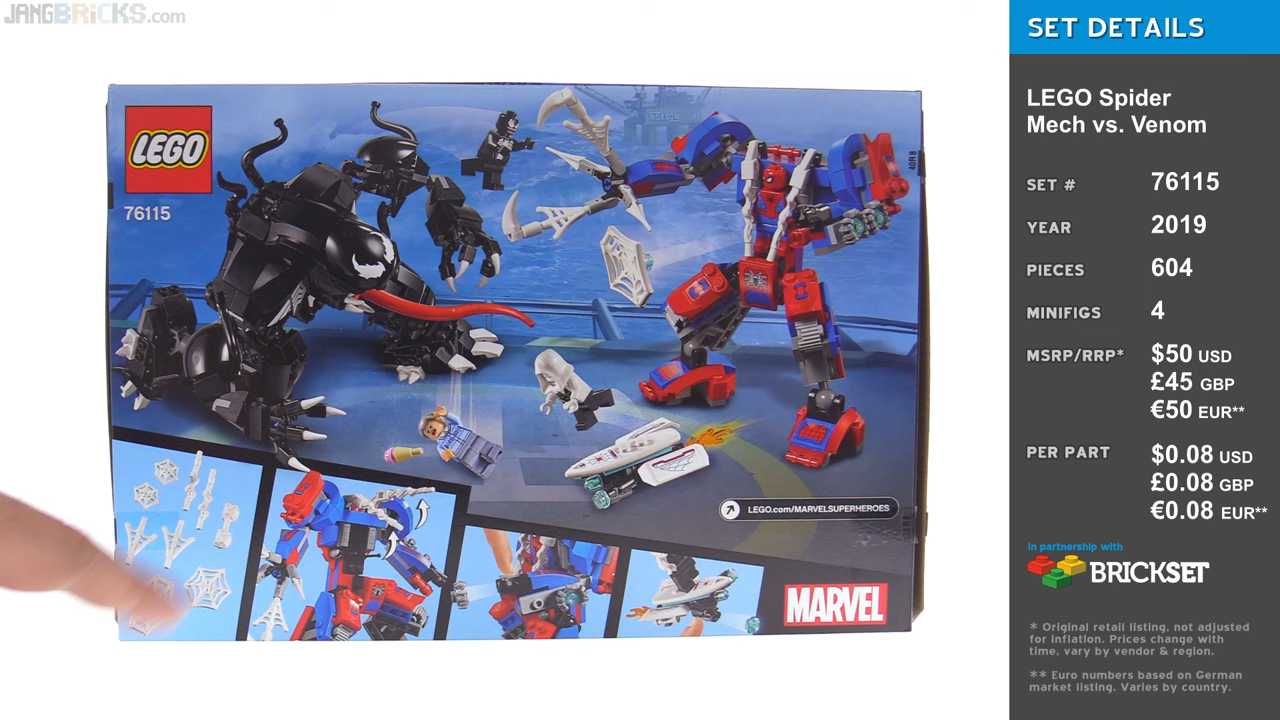 JANGBRiCKS.com
SET DETAILS
LEGO Spider
Mech vs. Venom
SET # 76115
YEAR 2019
PIECES 604
MINIFIGS 4
MSRP/RRP* $50 USD
£45 GBP
€50 EUR**
PER PART $0.08 USD
£0.08 GBP
€0.08 EUR**
in partnership with
BRICKSET
* Original retail listing, not adjusted
for inflation. Prices change with
time, vary by vendor & region.
** Euro numbers based on German
market listing. Varies by country.
LEGO
76115
ROXXON
40R8
LEGO.com/MARVELSUPERHEROES
MARVEL